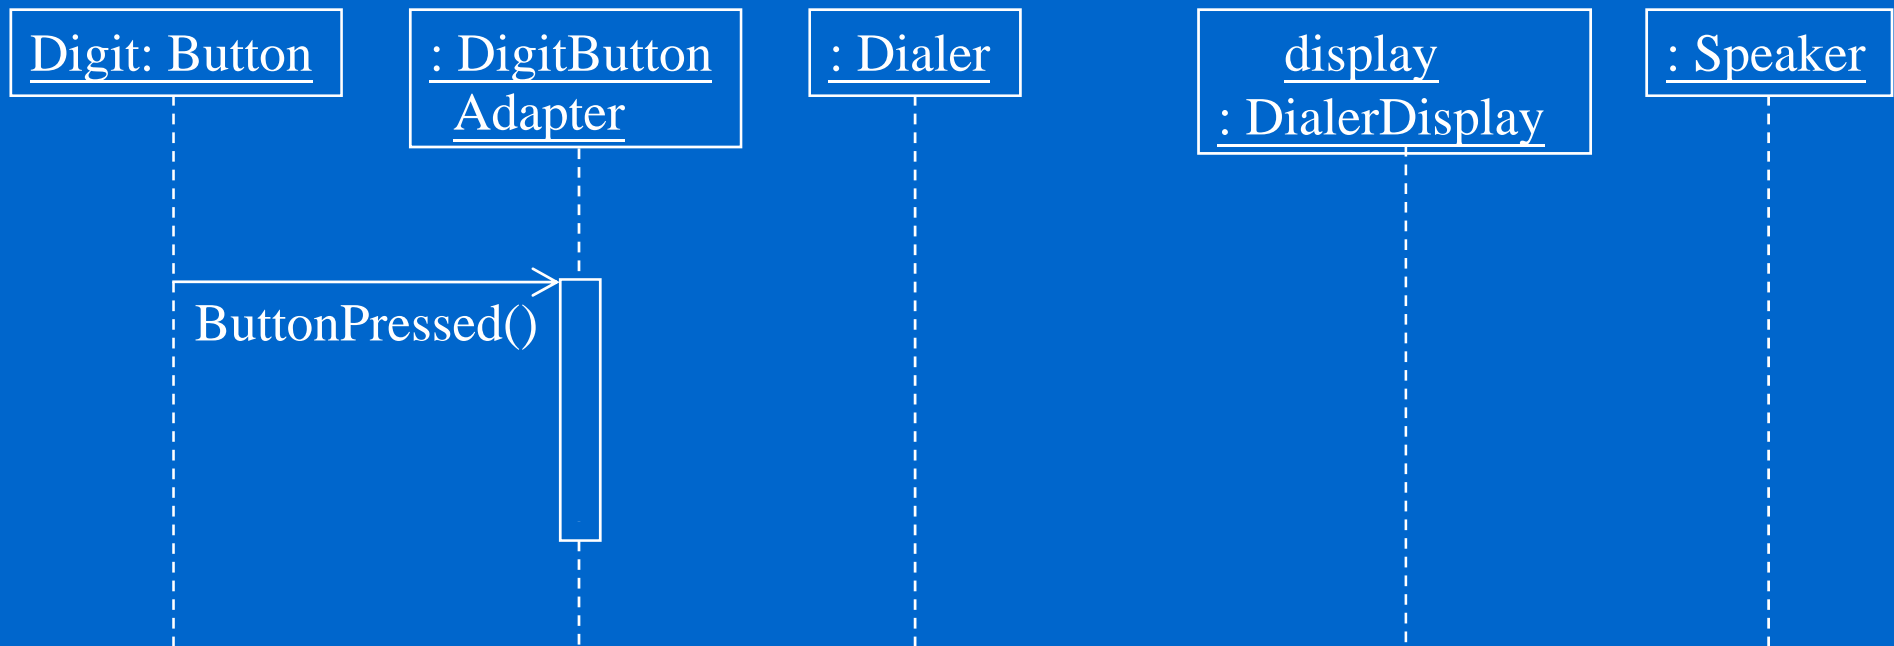 Digit: Button
: DigitButton
Adapter
: Dialer
display
: DialerDisplay
: Speaker
ButtonPressed()